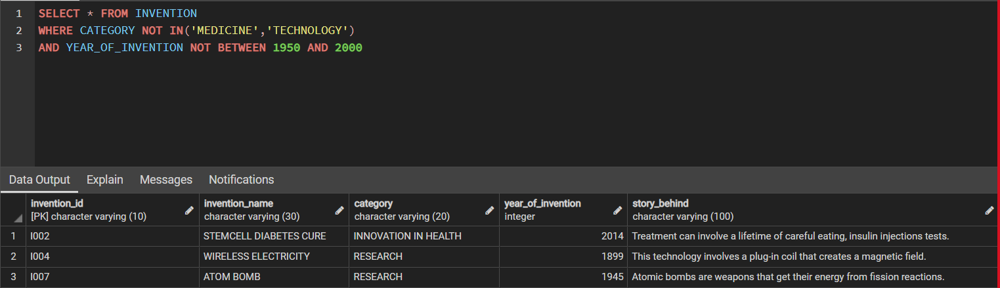 1 SELECT * FROM INVENTION
2 WHERE CATEGORY NOT IN('MEDICINE','TECHNOLOGY')
3 AND YEAR_OF_INVENTION NOT BETWEEN 1950 AND 2000
Data Output Explain Messages Notifications
invention_id invention_name category year_of_invention story_behind
[PK] character varying (10) character varying (30) character varying (20) integer character varying (100)
1 I002 STEMCELL DIABETES CURE INNOVATION IN HEALTH 2014 Treatment can involve a lifetime of careful eating, insulin injections tests.
2 I004 WIRELESS ELECTRICITY RESEARCH 1899 This technology involves a plug-in coil that creates a magnetic field.
3 I007 ATOM BOMB RESEARCH 1945 Atomic bombs are weapons that get their energy from fission reactions.